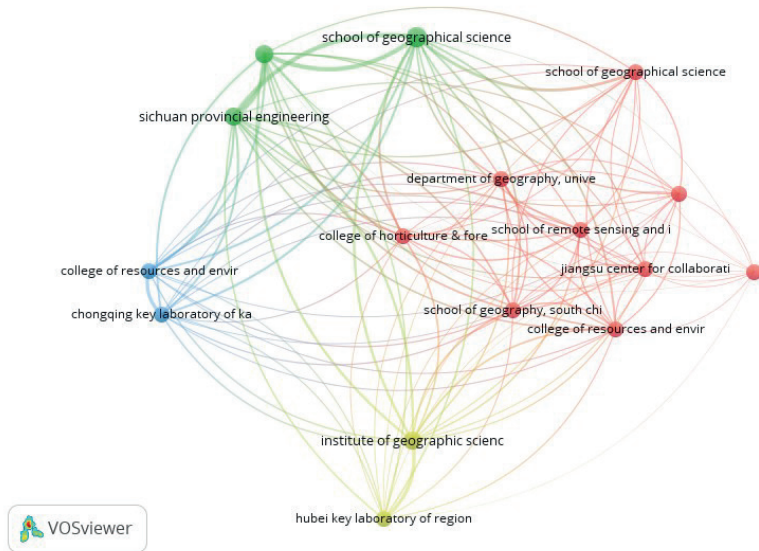 school of geographical science
school of geographical science
sichuan provincial engineering
department of geography, unive
college of horticulture & fore
school of remote sensing and i
college of resources and envir
jiangsu center for collaborati
chongqing key laboratory of ka
school of geography, south chi
college of resources and envir
institute of geographic scienc
hubei key laboratory of region
VOSviewer